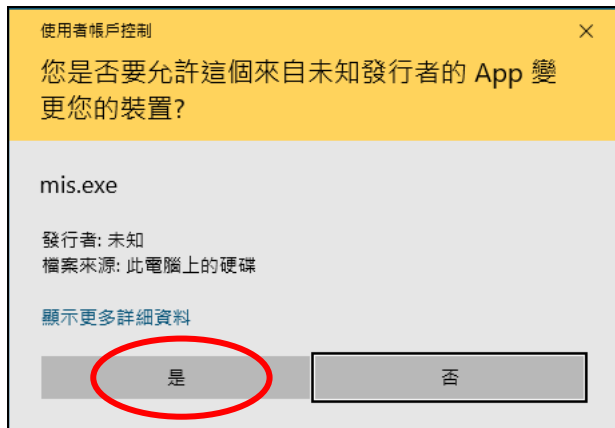 使用者帳戶控制
您是否要允許這個來自未知發行者的 App 變
更您的裝置?
mis.exe
發行者: 未知
檔案來源: 此電腦上的硬碟
顯示更多詳細資料
是
否